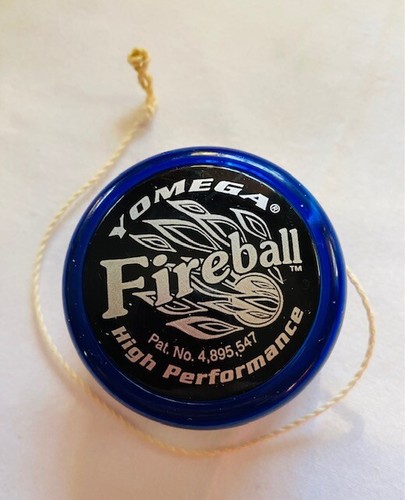 YOMEGA®
Fireball™
Pat. No. 4,895,547
High Performance